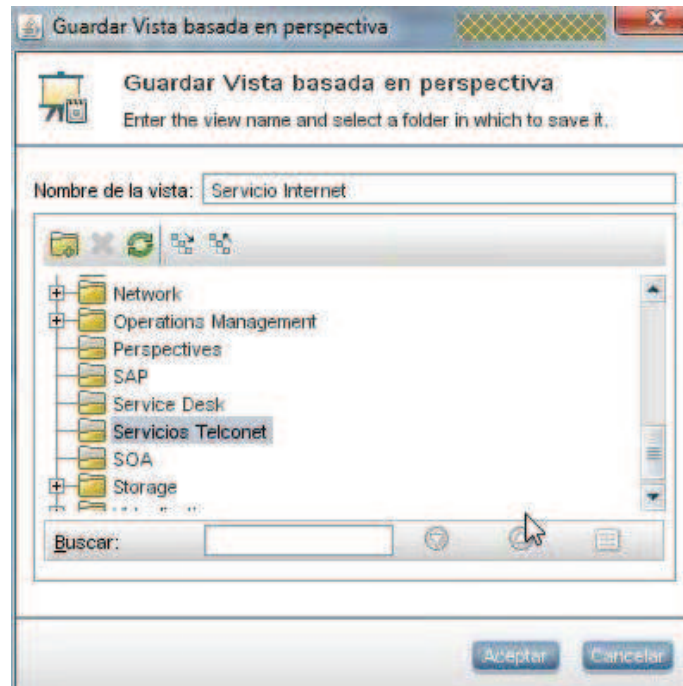 Guardar Vista basada en perspectiva
Guardar Vista basada en perspectiva
Enter the view name and select a folder in which to save it.
Nombre de la vista: Servicio Internet
Network
Operations Management
Perspectives
SAP
Service Desk
Servicios Telconet
SOA
Storage
Buscar:
Aceptar Cancelar